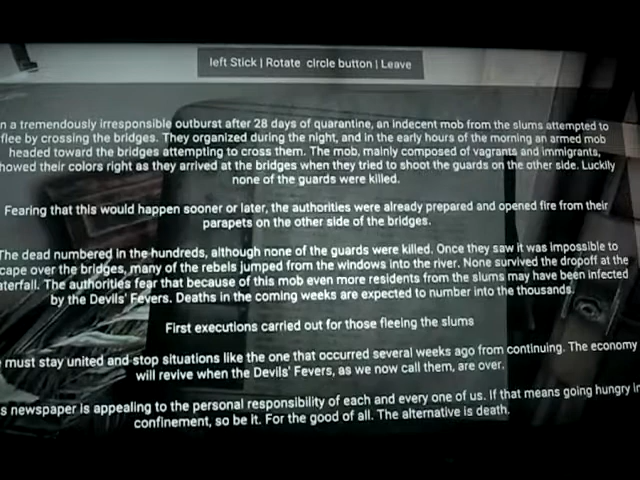 left Stick | Rotate circle button | Leave
n a tremendously irresponsible outburst after 28 days of quarantine, an indecent mob from the slums attempted to
flee by crossing the bridges. They organized during the night, and in the early hours of the morning an armed mob
headed toward the bridges attempting to cross them. The mob, mainly composed of vagrants and immigrants,
howed their colors right as they arrived at the bridges when they tried to shoot the guards on the other side. Luckily
none of the guards were killed.
Fearing that this would happen sooner or later, the authorities were already prepared and opened fire from their
parapets on the other side of the bridges.
The dead numbered in the hundreds, although none of the guards were killed. Once they saw it was impossible to
cape over the bridges, many of the rebels jumped from the windows into the river. None survived the dropoff at the
aterfall. The authorities fear that because of this mob even more residents from the slums may have been infected
by the Devils' Fevers. Deaths in the coming weeks are expected to number into the thousands.
First executions carried out for those fleeing the slums
must stay united and stop situations like the one that occurred several weeks ago from continuing. The economy
will revive when the Devils' Fevers, as we now call them, are over.
s newspaper is appealing to the personal responsibility of each and every one of us. If that means going hungry in
confinement, so be it. For the good of all. The alternative is death.